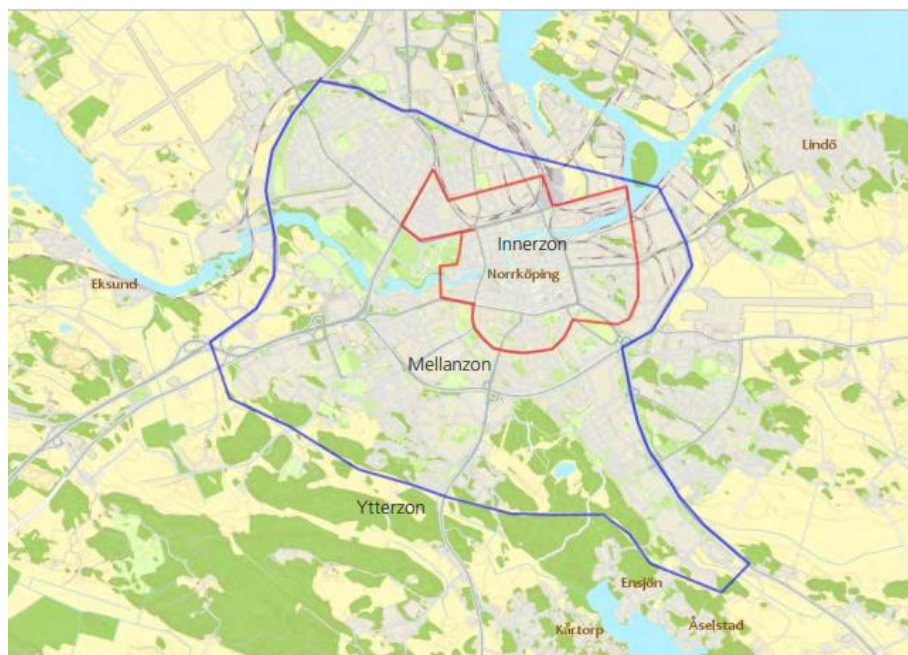 Lindö
Innerzon
Norrköping
Eksund
Mellanzon
Ytterzon
Ensjön
Åselstad
Kårtorp